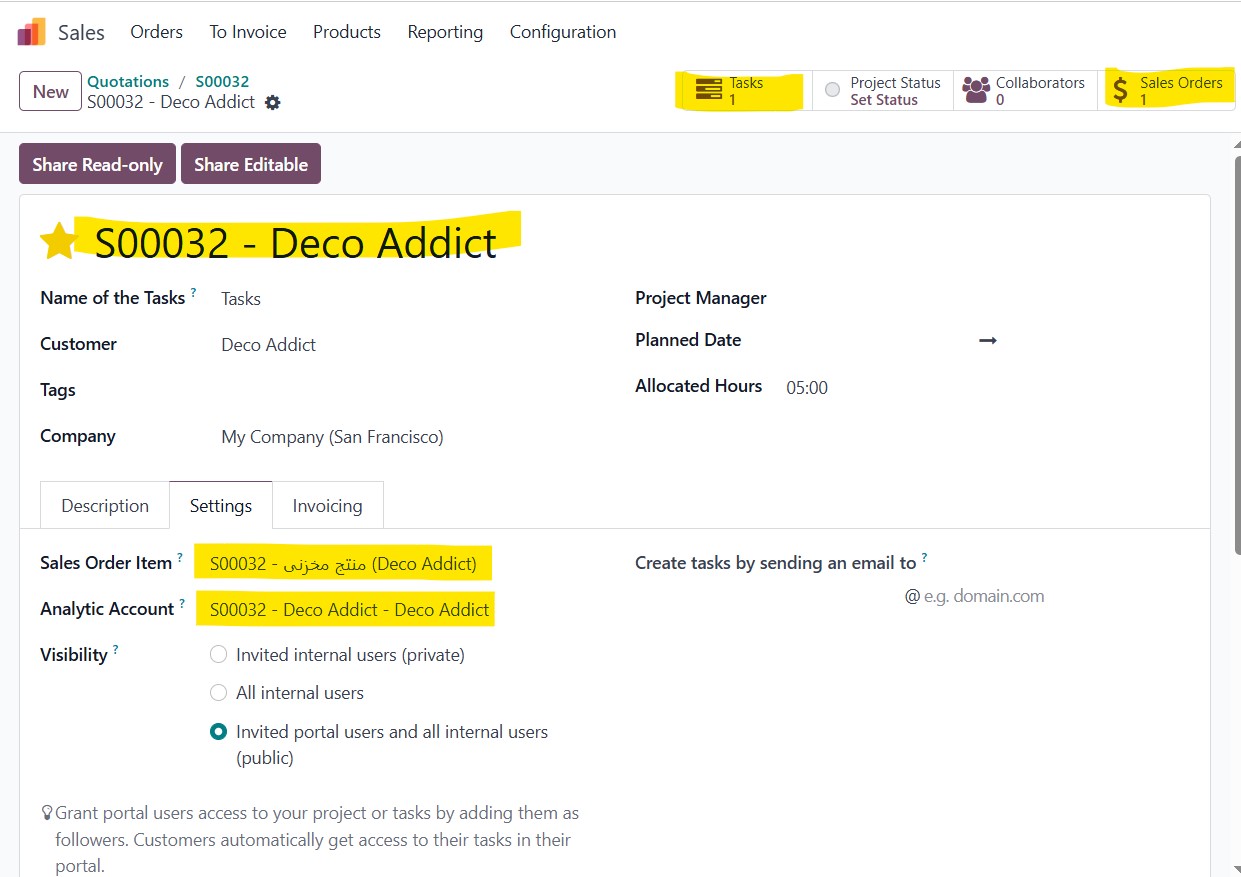 Sales Orders To Invoice Products Reporting Configuration
New
Quotations / S00032
S00032 - Deco Addict
Tasks
1
Project Status
Set Status
Collaborators
0
Sales Orders
1
Share Read-only Share Editable
S00032 - Deco Addict
Name of the Tasks ? Tasks
Project Manager
Customer Deco Addict
Planned Date
Tags
Allocated Hours 05:00
Company My Company (San Francisco)
Description Settings Invoicing
Sales Order Item ? S00032 - منتج مخزنى (Deco Addict)
Create tasks by sending an email to ?
@ e.g. domain.com
Analytic Account ? S00032 - Deco Addict - Deco Addict
Visibility ? Invited internal users (private)
All internal users
Invited portal users and all internal users
(public)
Grant portal users access to your project or tasks by adding them as
followers. Customers automatically get access to their tasks in their
portal.